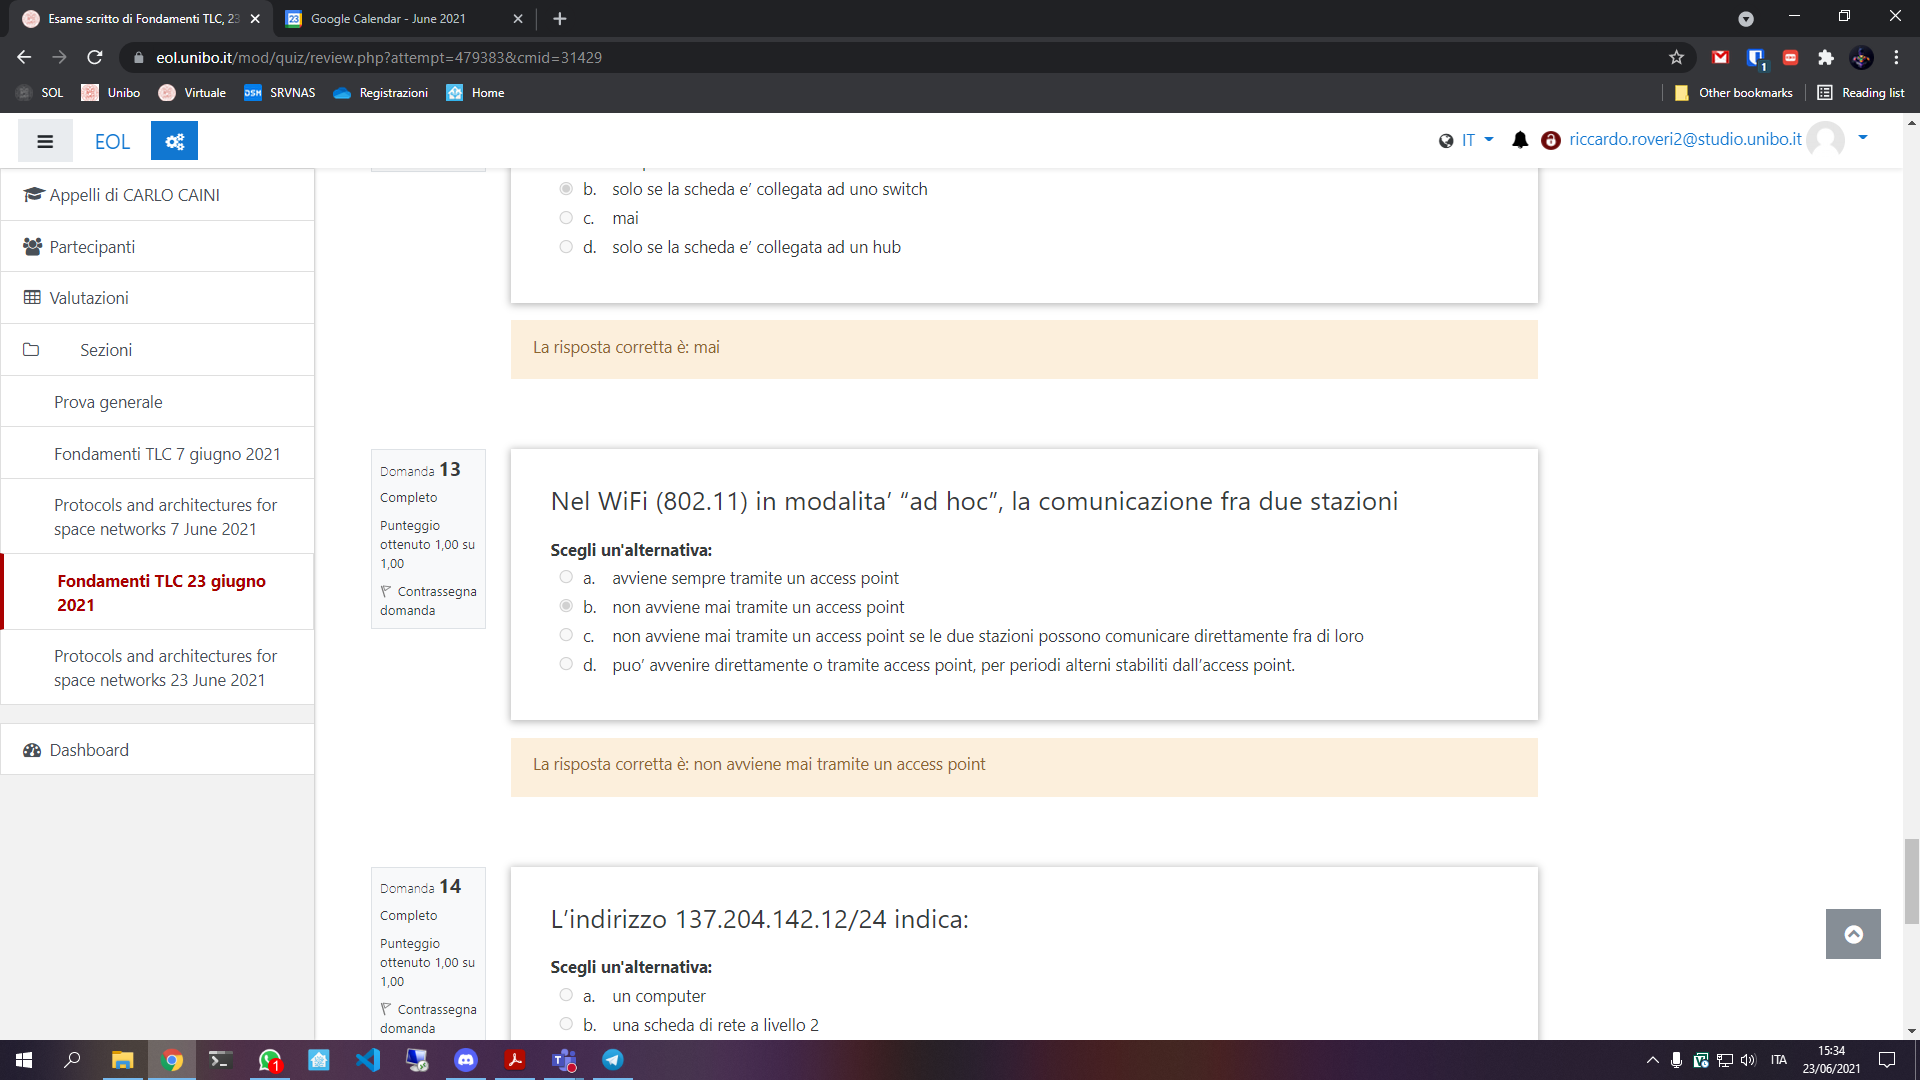 Esame scritto di Fondamenti TLC, 23
Google Calendar - June 2021
eol.unibo.it/mod/quiz/review.php?attempt=479383&cmid=31429
SOL
Unibo
Virtuale
DSM
SRVNAS
Registrazioni
Home
Other bookmarks
Reading list
EOL
IT
riccardo.roveri2@studio.unibo.it
Appelli di CARLO CAINI
Partecipanti
Valutazioni
Sezioni
Prova generale
Fondamenti TLC 7 giugno 2021
Protocols and architectures for
space networks 7 June 2021
Fondamenti TLC 23 giugno
2021
Protocols and architectures for
space networks 23 June 2021
Dashboard
b. solo se la scheda e’ collegata ad uno switch
c. mai
d. solo se la scheda e’ collegata ad un hub
La risposta corretta è: mai
Domanda 13
Completo
Punteggio
ottenuto 1,00 su
1,00
Contrassegna
domanda
Nel WiFi (802.11) in modalita’ “ad hoc”, la comunicazione fra due stazioni
Scegli un'alternativa:
a. avviene sempre tramite un access point
b. non avviene mai tramite un access point
c. non avviene mai tramite un access point se le due stazioni possono comunicare direttamente fra di loro
d. puo’ avvenire direttamente o tramite access point, per periodi alterni stabiliti dall’access point.
La risposta corretta è: non avviene mai tramite un access point
Domanda 14
Completo
Punteggio
ottenuto 1,00 su
1,00
Contrassegna
domanda
L’indirizzo 137.204.142.12/24 indica:
Scegli un'alternativa:
a. un computer
b. una scheda di rete a livello 2
ITA
15:34
23/06/2021